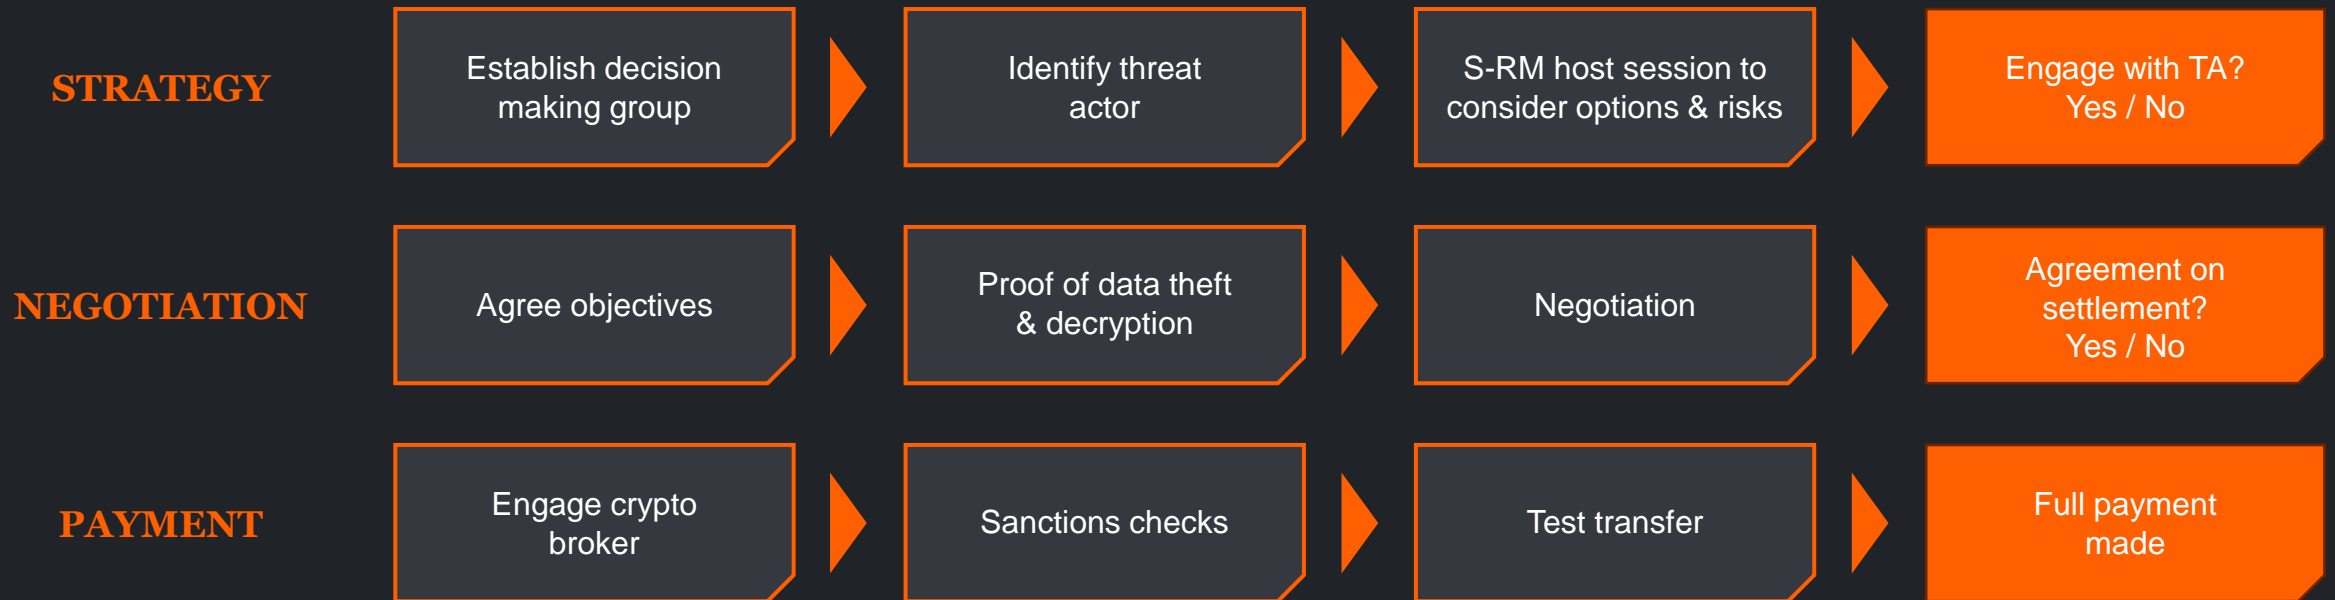 STRATEGY
Establish decision
making group
Identify threat
actor
S-RM host session to
consider options & risks
Engage with TA?
Yes / No
NEGOTIATION
Agree objectives
Proof of data theft
& decryption
Negotiation
Agreement on
settlement?
Yes / No
PAYMENT
Engage crypto
broker
Sanctions checks
Test transfer
Full payment
made